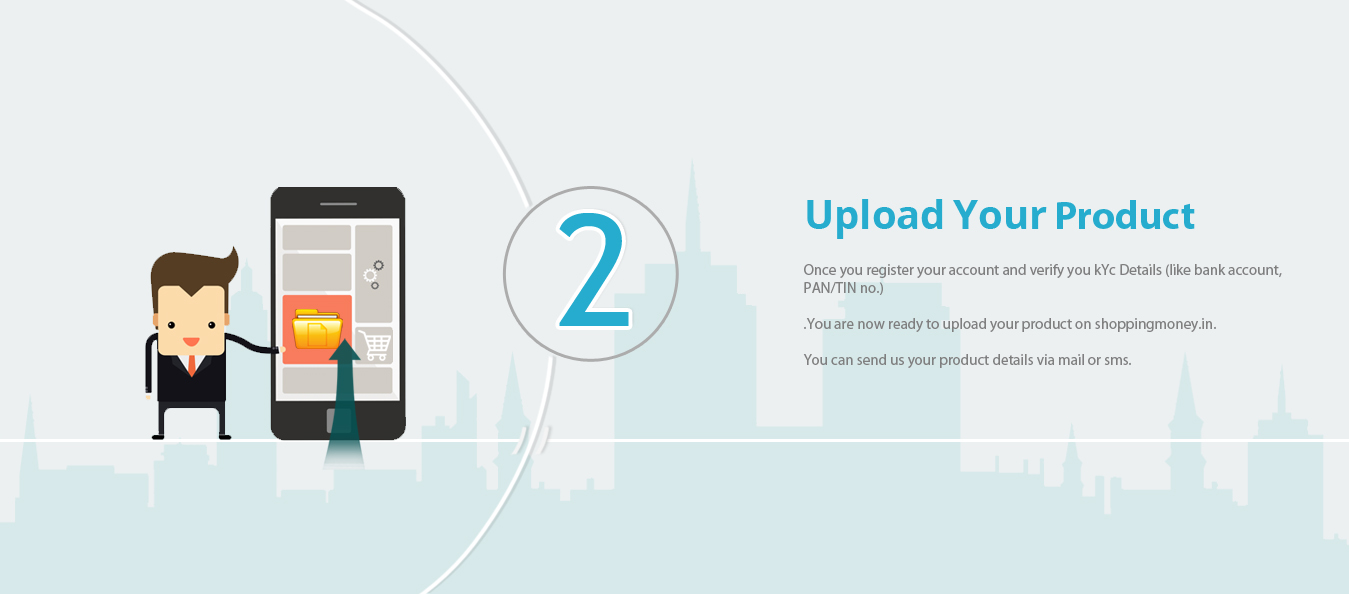 2
Upload Your Product
Once you register your account and verify you kYc Details (like bank account,
PAN/TIN no.)
.You are now ready to upload your product on shoppingmoney.in.
You can send us your product details via mail or sms.